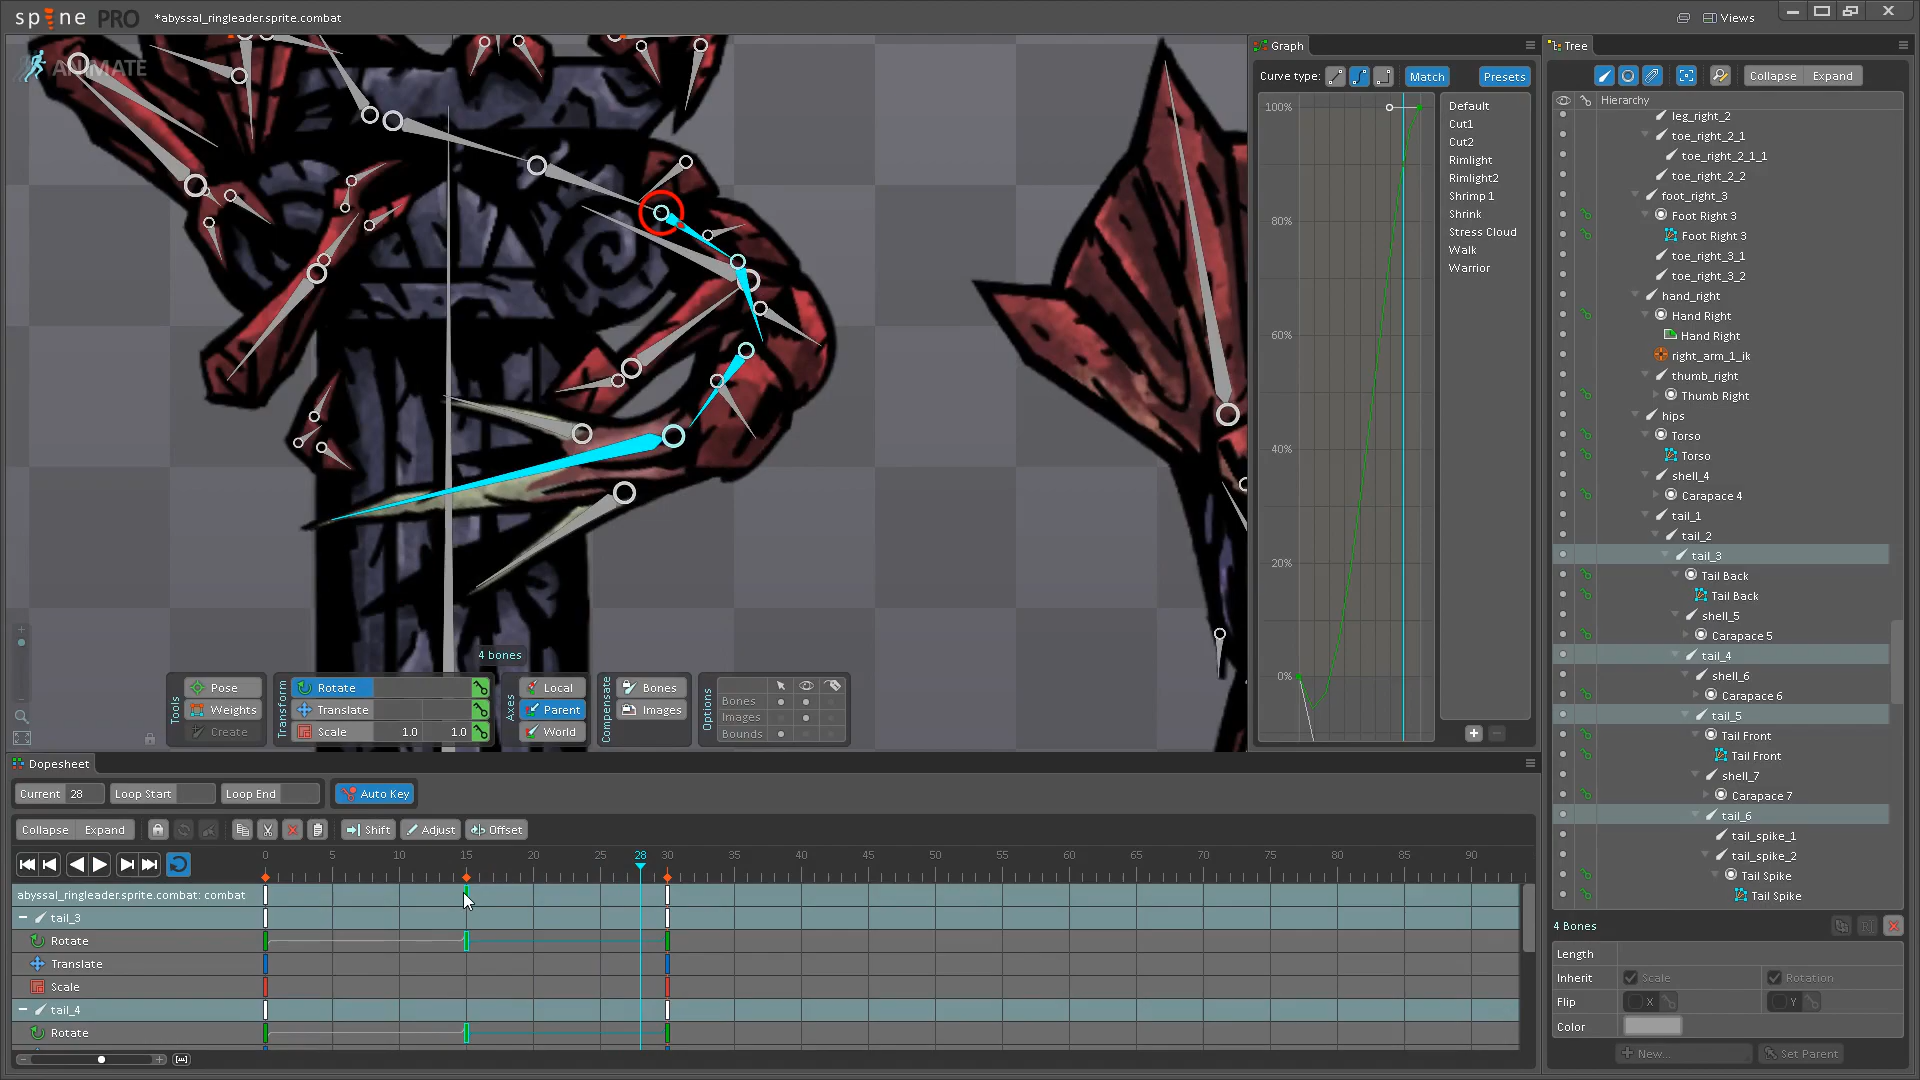 spine PRO *abyssal_ringleader.sprite.combat Views
ANIMATE
4 bones
Tools
Pose
Weights
Create
Transform
Rotate
Translate
Scale 1.0 1.0
Axes
Local
Parent
World
Compensate
Bones
Images
Options
Bones
Images
Bounds
Graph
Curve type: Match Presets
100%
80%
60%
40%
20%
0%
Default
Cut1
Cut2
Rimlight
Rimlight2
Shrimp 1
Shrink
Stress Cloud
Walk
Warrior
Tree
Collapse Expand
Hierarchy
leg_right_2
toe_right_2_1
toe_right_2_1_1
toe_right_2_2
foot_right_3
Foot Right 3
Foot Right 3
toe_right_3_1
toe_right_3_2
hand_right
Hand Right
Hand Right
right_arm_1_ik
thumb_right
Thumb Right
hips
Torso
Torso
shell_4
Carapace 4
tail_1
tail_2
tail_3
Tail Back
Tail Back
shell_5
Carapace 5
tail_4
shell_6
Carapace 6
tail_5
Tail Front
Tail Front
shell_7
Carapace 7
tail_6
tail_spike_1
tail_spike_2
Tail Spike
Tail Spike
4 Bones
Length
Inherit Scale Rotation
Flip X Y
Color
New... Set Parent
Dopesheet
Current 28 Loop Start Loop End Auto Key
Collapse Expand Shift Adjust Offset
0 5 10 15 20 25 28 30 35 40 45 50 55 60 65 70 75 80 85 90
abyssal_ringleader.sprite.combat: combat
tail_3
Rotate
Translate
Scale
tail_4
Rotate